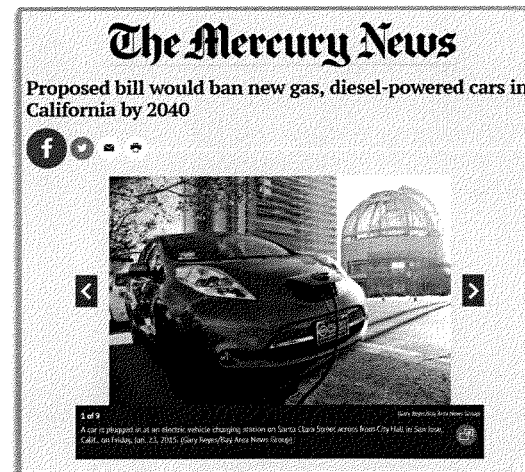 The Mercury News
Proposed bill would ban new gas, diesel-powered cars in
California by 2040
1 of 9
Gary Reyes/Bay Area News Group
A car is plugged in at an electric vehicle charging station on Santa Clara Street across from City Hall in San Jose,
Calif., on Friday, Jan. 23, 2015. (Gary Reyes/Bay Area News Group)